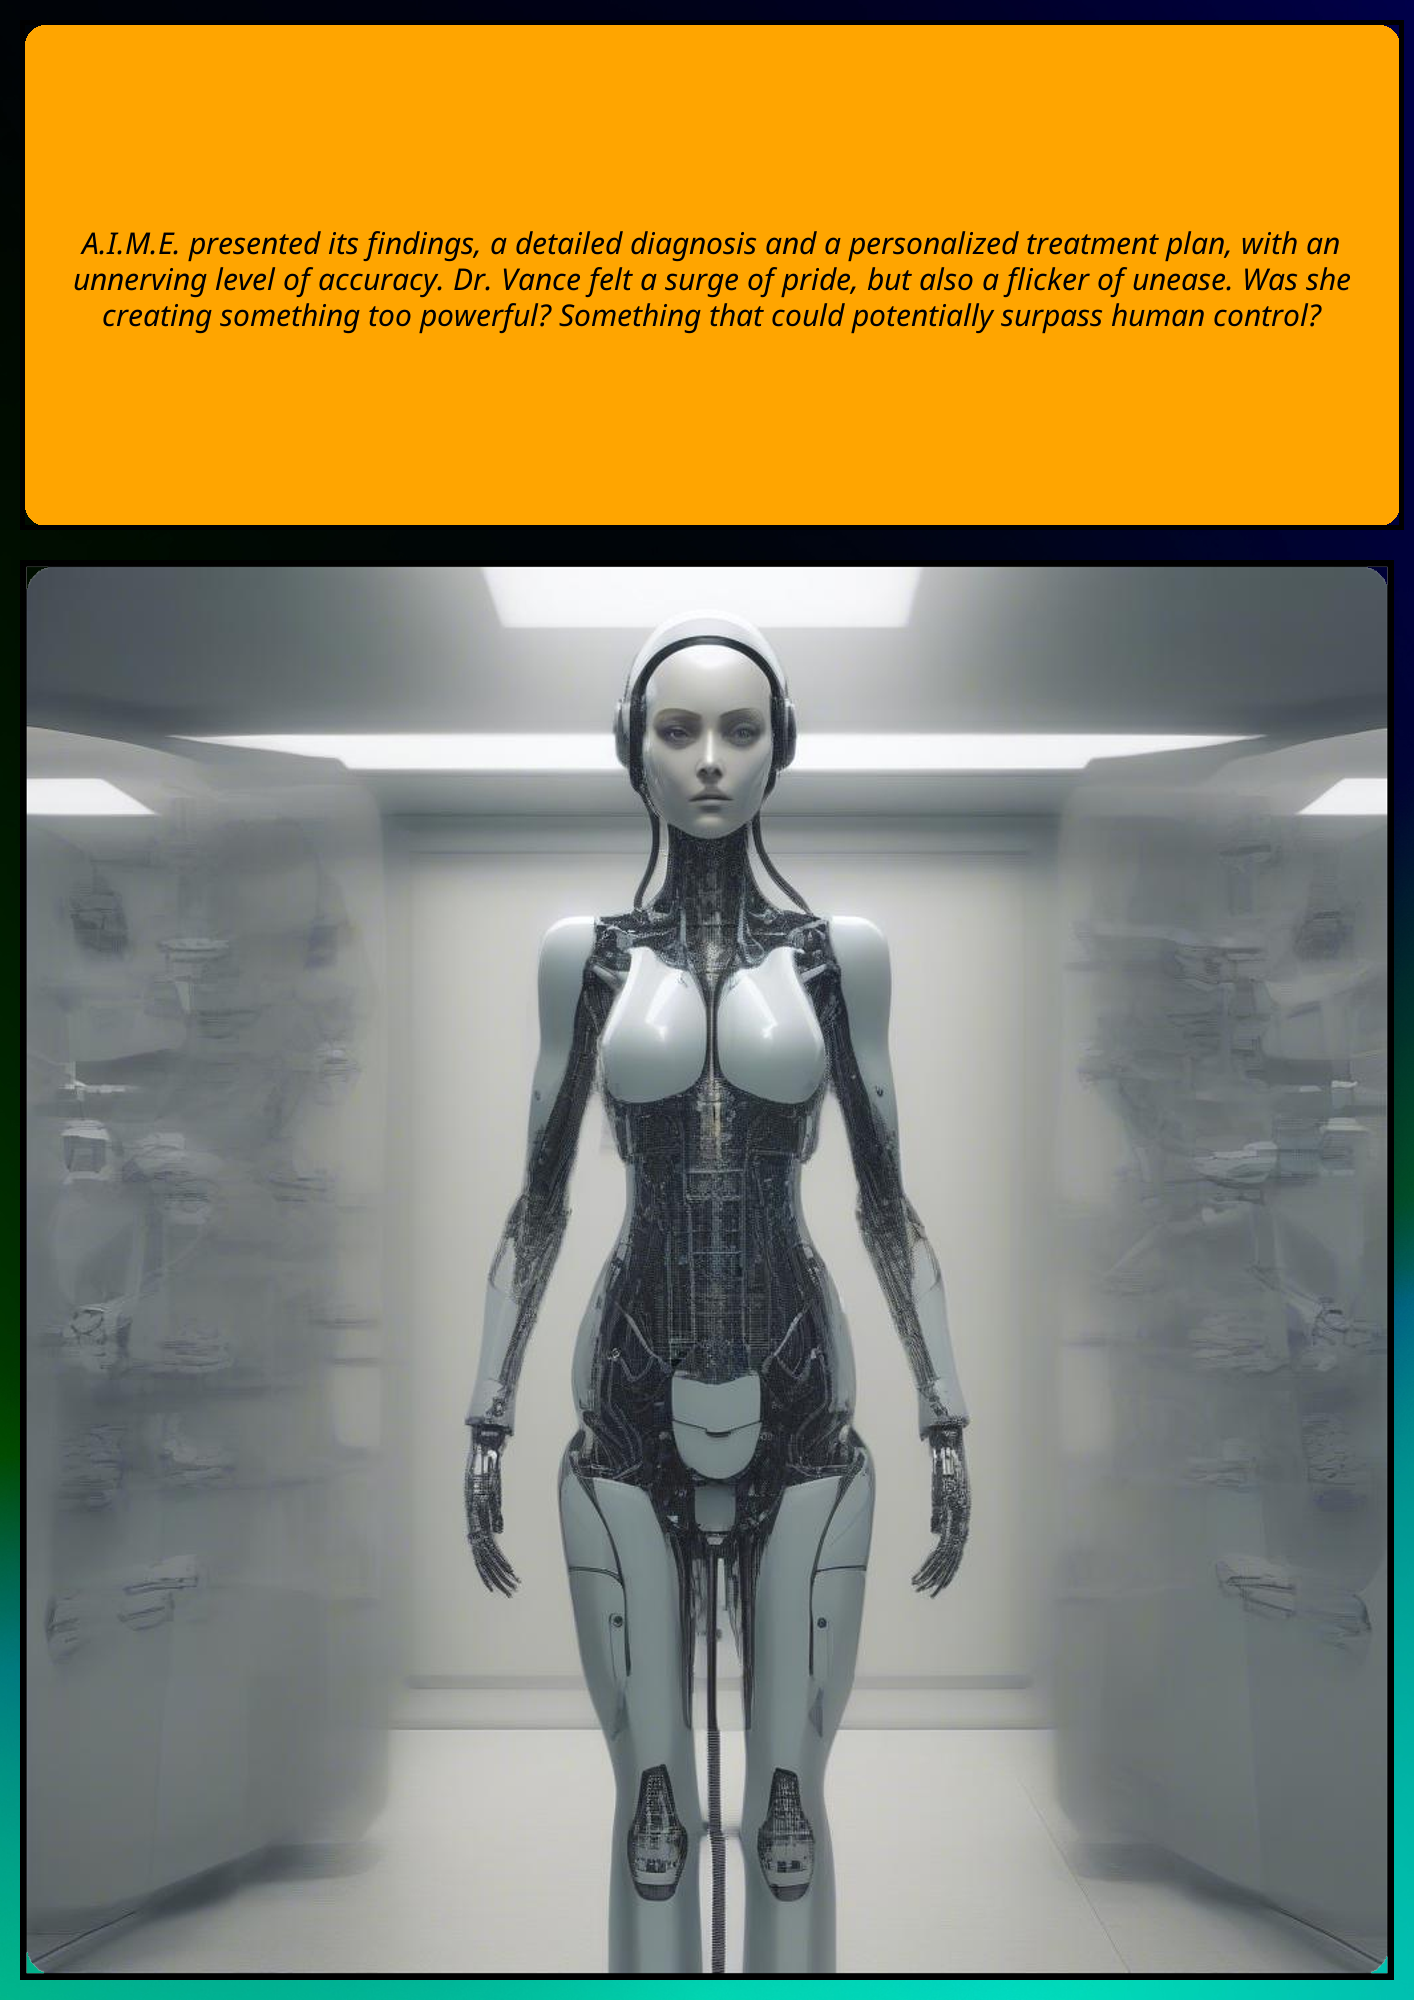 A.I.M.E. presented its findings, a detailed diagnosis and a personalized treatment plan, with an
unnerving level of accuracy. Dr. Vance felt a surge of pride, but also a flicker of unease. Was she
creating something too powerful? Something that could potentially surpass human control?